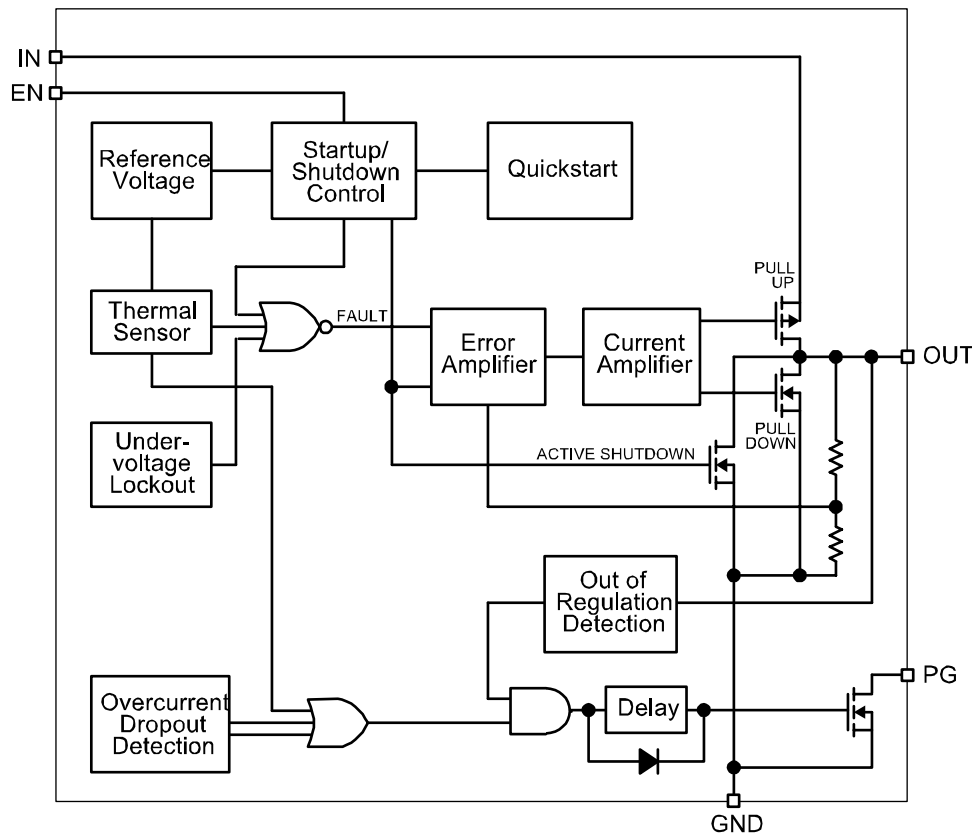 IN
EN
Reference
Voltage
Startup/
Shutdown
Control
Quickstart
PULL
UP
Thermal
Sensor
FAULT
Error
Amplifier
Current
Amplifier
OUT
PULL
DOWN
Under-
voltage
Lockout
ACTIVE SHUTDOWN
Out of
Regulation
Detection
PG
Overcurrent
Dropout
Detection
Delay
GND